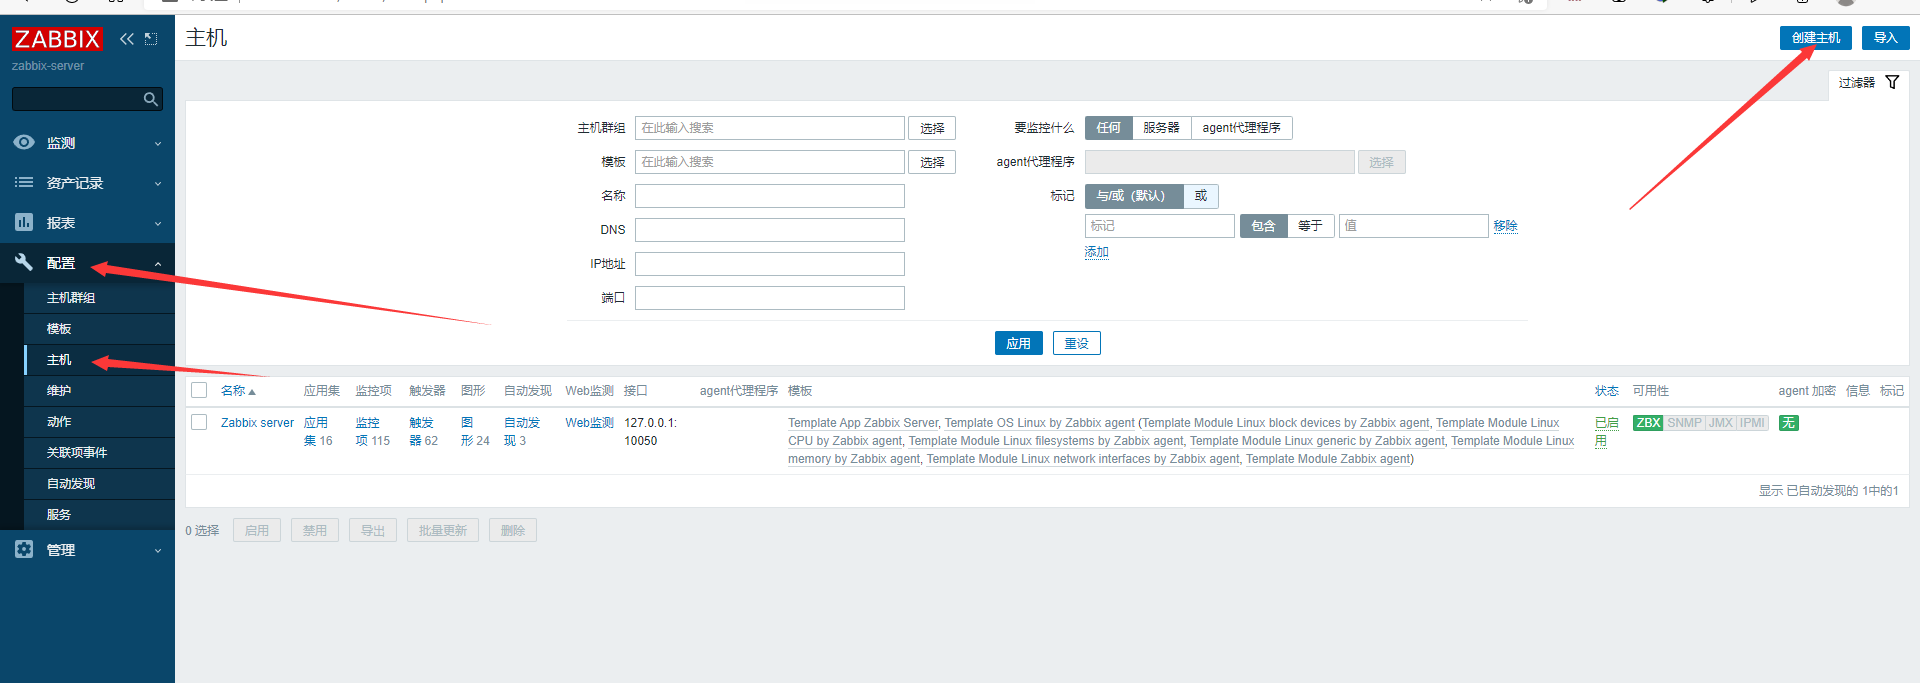 ZABBIX
zabbix-server
监测
资产记录
报表
配置
主机群组
模板
主机
维护
动作
关联项事件
自动发现
服务
管理
主机
创建主机 导入
过滤器
主机群组 在此输入搜索 选择
模板 在此输入搜索 选择
名称
DNS
IP地址
端口
要监控什么 任何 服务器 agent代理程序
agent代理程序 选择
标记 与/或（默认） 或
标记 包含 等于 值 移除
添加
应用 重设
名称 应用集 监控项 触发器 图形 自动发现 Web监测 接口 agent代理程序 模板 状态 可用性 agent 加密 信息 标记
Zabbix server 应用集 16 监控项 115 触发器 62 图形 24 自动发现 3 Web监测 127.0.0.1: 10050
Template App Zabbix Server, Template OS Linux by Zabbix agent (Template Module Linux block devices by Zabbix agent, Template Module Linux
CPU by Zabbix agent, Template Module Linux filesystems by Zabbix agent, Template Module Linux generic by Zabbix agent, Template Module Linux
memory by Zabbix agent, Template Module Linux network interfaces by Zabbix agent, Template Module Zabbix agent)
已启用 ZBX SNMP JMX IPMI 无
显示 已自动发现的 1中的1
0 选择 启用 禁用 导出 批量更新 删除